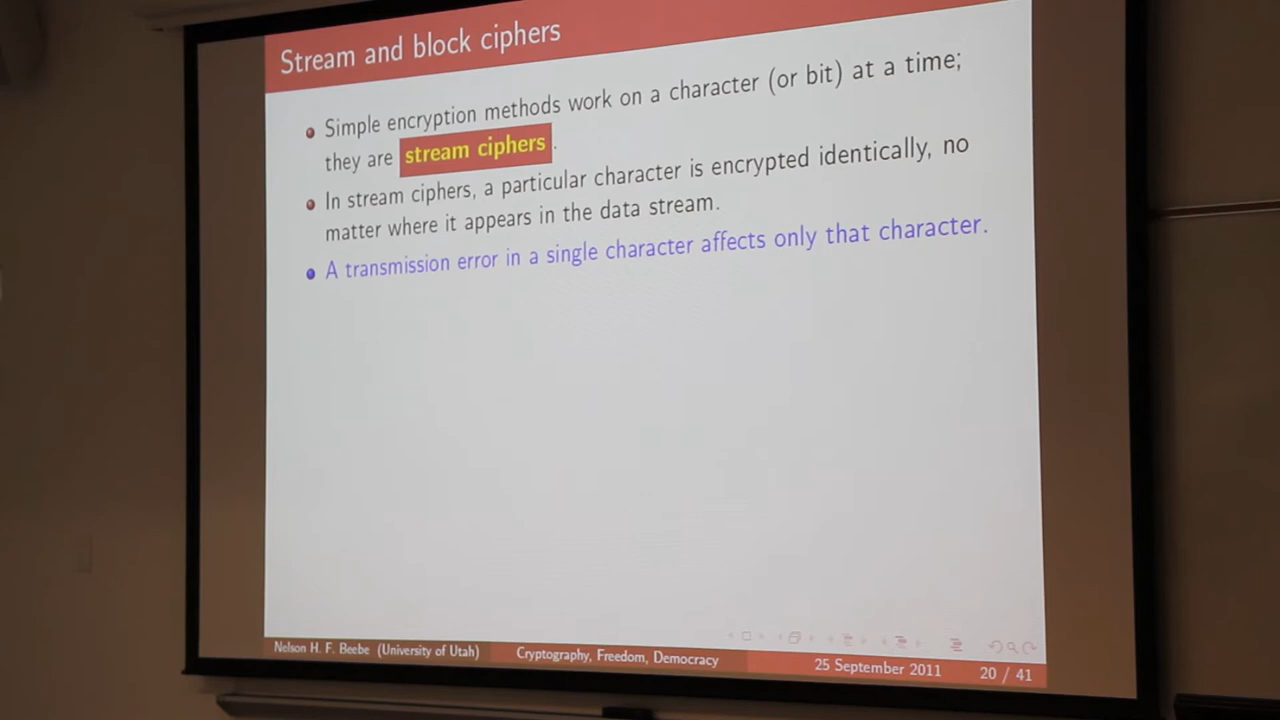 Stream and block ciphers
Simple encryption methods work on a character (or bit) at a time;
they are stream ciphers.
In stream ciphers, a particular character is encrypted identically, no
matter where it appears in the data stream.
A transmission error in a single character affects only that character.
Nelson H. F. Beebe (University of Utah) Cryptography, Freedom, Democracy 25 September 2011 20 / 41